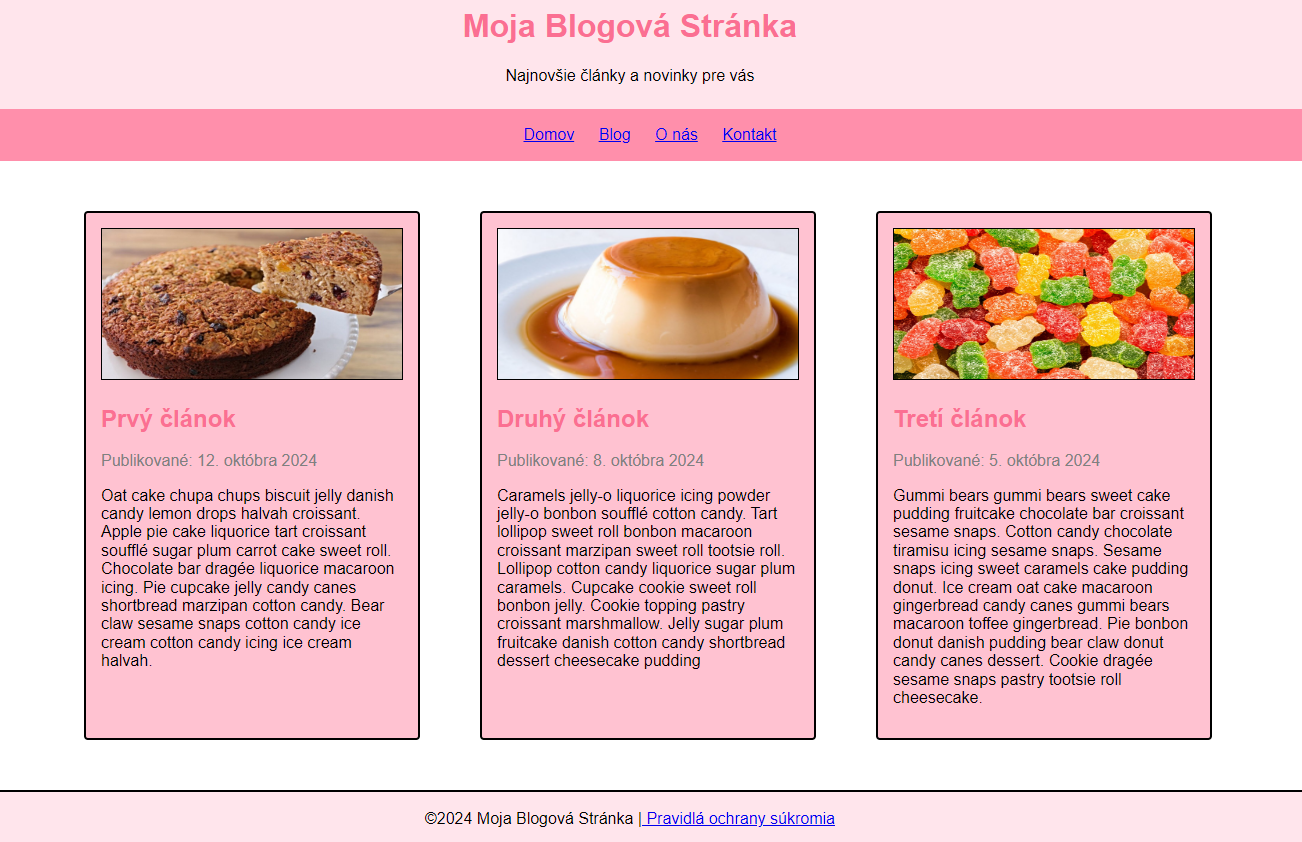 Moja Blogová Stránka
Najnovšie články a novinky pre vás
Domov Blog O nás Kontakt
Prvý článok
Publikované: 12. októbra 2024
Oat cake chupa chups biscuit jelly danish
candy lemon drops halvah croissant.
Apple pie cake liquorice tart croissant
soufflé sugar plum carrot cake sweet roll.
Chocolate bar dragée liquorice macaroon
icing. Pie cupcake jelly candy canes
shortbread marzipan cotton candy. Bear
claw sesame snaps cotton candy ice
cream cotton candy icing ice cream
halvah.
Druhý článok
Publikované: 8. októbra 2024
Caramels jelly-o liquorice icing powder
jelly-o bonbon soufflé cotton candy. Tart
lollipop sweet roll bonbon macaroon
croissant marzipan sweet roll tootsie roll.
Lollipop cotton candy liquorice sugar plum
caramels. Cupcake cookie sweet roll
bonbon jelly. Cookie topping pastry
croissant marshmallow. Jelly sugar plum
fruitcake danish cotton candy shortbread
dessert cheesecake pudding
Tretí článok
Publikované: 5. októbra 2024
Gummi bears gummi bears sweet cake
pudding fruitcake chocolate bar croissant
sesame snaps. Cotton candy chocolate
tiramisu icing sesame snaps. Sesame
snaps icing sweet caramels cake pudding
donut. Ice cream oat cake macaroon
gingerbread candy canes gummi bears
macaroon toffee gingerbread. Pie bonbon
donut danish pudding bear claw donut
candy canes dessert. Cookie dragée
sesame snaps pastry tootsie roll
cheesecake.
©2024 Moja Blogová Stránka | Pravidlá ochrany súkromia